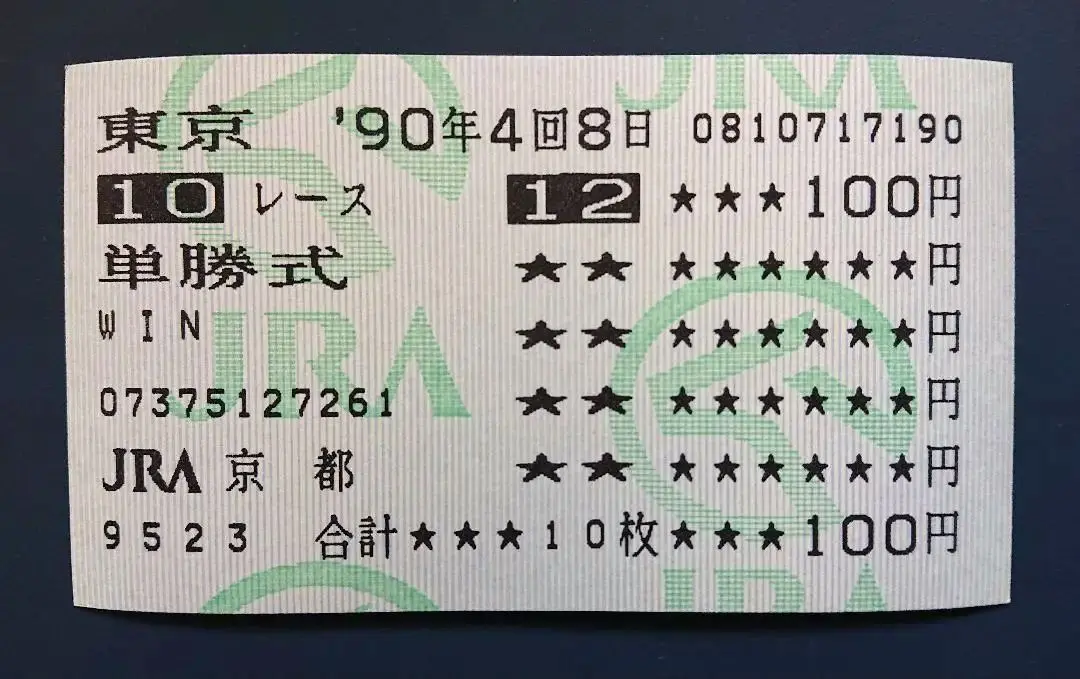 東京 '90年4回8日 0810717190
10 レース 12 ★★★100円
単勝式 ★★ ★★★★★★円
WIN ★★ ★★★★★★円
07375127261 ★★ ★★★★★★円
JRA 京都 ★★ ★★★★★★円
9523 合計★★★10枚★★★100円